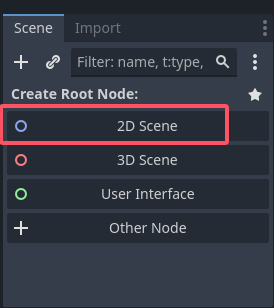 Scene
Import
Filter: name, t:type,
Create Root Node:
2D Scene
3D Scene
User Interface
Other Node